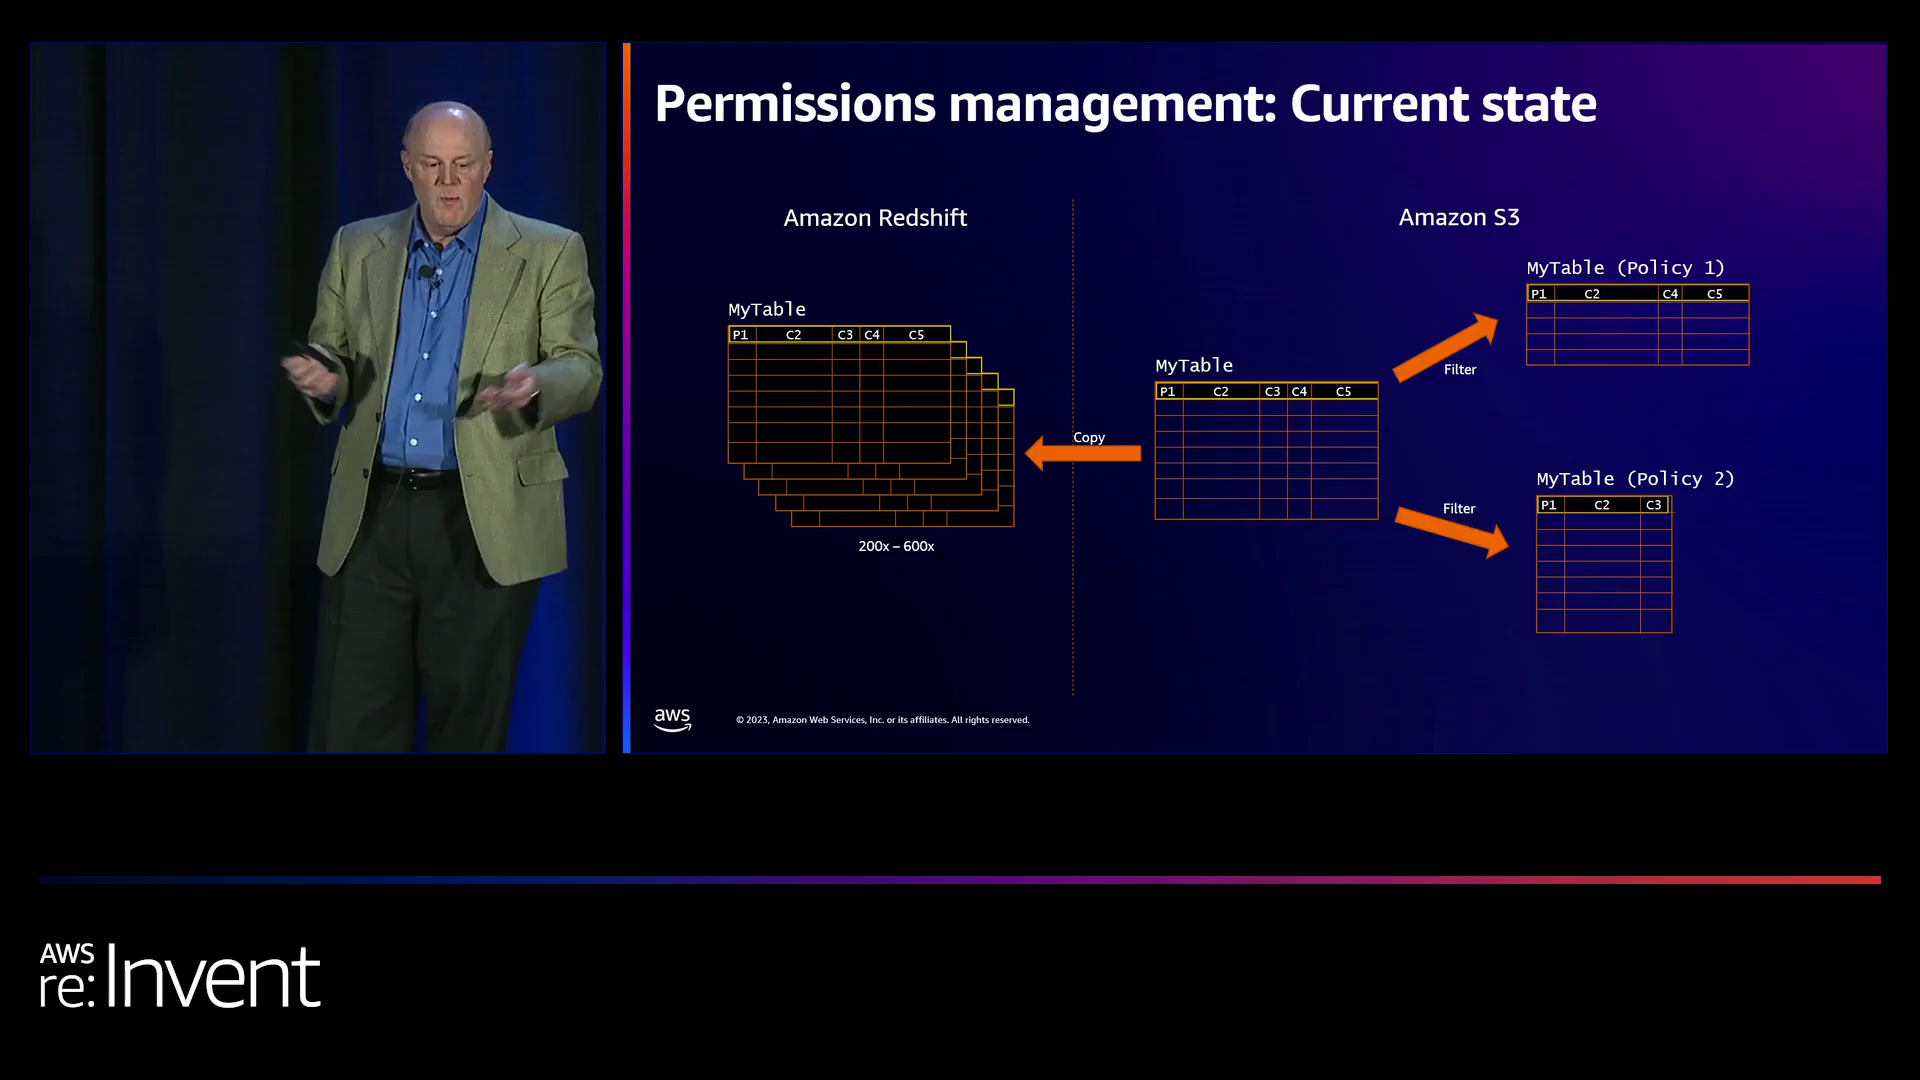 Permissions management: Current state
Amazon Redshift
Amazon S3
MyTable (Policy 1)
P1 C2 C4 C5
MyTable
P1 C2 C3 C4 C5
MyTable
P1 C2 C3 C4 C5
Filter
Copy
MyTable (Policy 2)
P1 C2 C3
Filter
200x – 600x
aws
© 2023, Amazon Web Services, Inc. or its affiliates. All rights reserved.
AWS
re:Invent